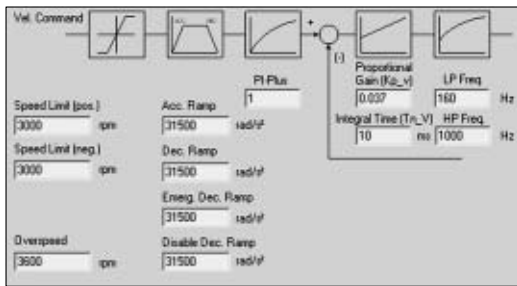 Vel. Command
ACC. DEC.
+
(-)
PI-Plus
1
Proportional
Gain (Kp_v)
0.037
LP Freq.
160 Hz
Integral Time (Tn_V)
10 ms
HP Freq.
1000 Hz
Speed Limit (pos.)
3000 rpm
Speed Limit (neg.)
3000 rpm
Overspeed
3600 rpm
Acc. Ramp
31500 rad/s²
Dec. Ramp
31500 rad/s²
Emerg. Dec. Ramp
31500 rad/s²
Disable Dec. Ramp
31500 rad/s²